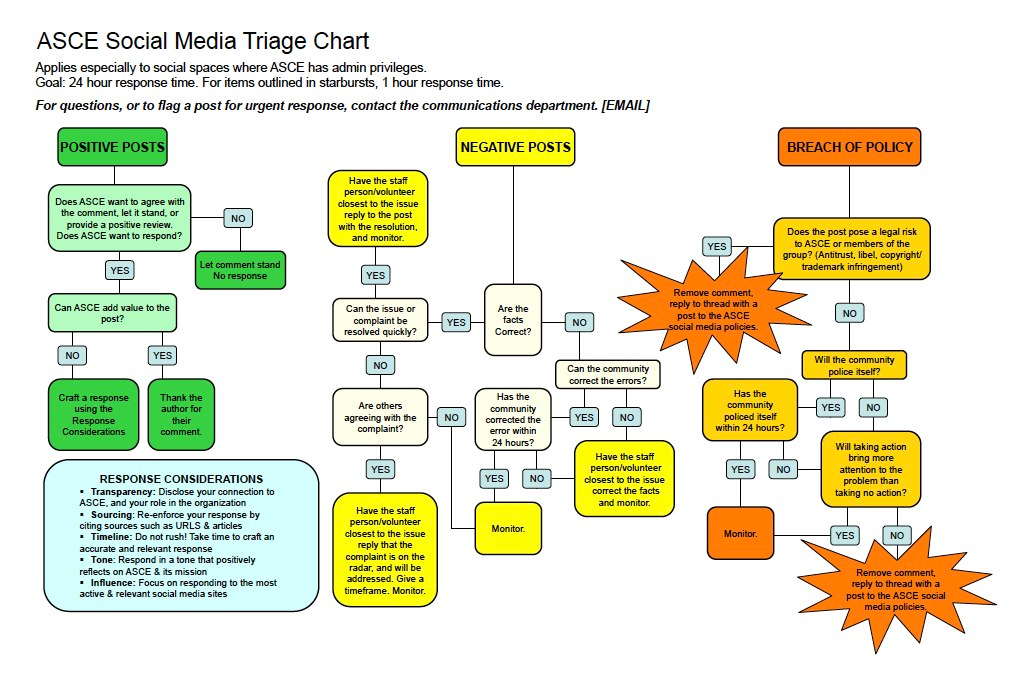 ASCE Social Media Triage Chart
Applies especially to social spaces where ASCE has admin privileges.
Goal: 24 hour response time. For items outlined in starbursts, 1 hour response time.
For questions, or to flag a post for urgent response, contact the communications department. [EMAIL]
POSITIVE POSTS
Does ASCE want to agree with
the comment, let it stand, or
provide a positive review.
Does ASCE want to respond?
NO
Let comment stand
No response
YES
Can ASCE add value to the
post?
NO
YES
Craft a response
using the
Response
Considerations
Thank the
author for
their
comment.
RESPONSE CONSIDERATIONS
▪ Transparency: Disclose your connection to
ASCE, and your role in the organization
▪ Sourcing: Re-enforce your response by
citing sources such as URLS & articles
▪ Timeline: Do not rush! Take time to craft an
accurate and relevant response
▪ Tone: Respond in a tone that positively
reflects on ASCE & its mission
▪ Influence: Focus on responding to the most
active & relevant social media sites
NEGATIVE POSTS
Have the staff
person/volunteer
closest to the issue
reply to the post
with the resolution,
and monitor.
YES
Can the issue or
complaint be
resolved quickly?
YES
Are the
facts
Correct?
NO
NO
Can the community
correct the errors?
Are others
agreeing with the
complaint?
NO
Has the
community
corrected the
error within
24 hours?
YES
NO
YES
YES
NO
Have the staff
person/volunteer
closest to the issue
correct the facts
and monitor.
Have the staff
person/volunteer
closest to the issue
reply that the
complaint is on the
radar, and will be
addressed. Give a
timeframe. Monitor.
Monitor.
BREACH OF POLICY
Does the post pose a legal risk
to ASCE or members of the
group? (Antitrust, libel, copyright/
trademark infringement)
YES
Remove comment,
reply to thread with a
post to the ASCE
social media policies.
NO
Will the community
police itself?
Has the
community
policed itself
within 24 hours?
YES
NO
Will taking action
bring more
attention to the
problem than
taking no action?
YES
NO
Monitor.
YES
NO
Remove comment,
reply to thread with a
post to the ASCE social
media policies.